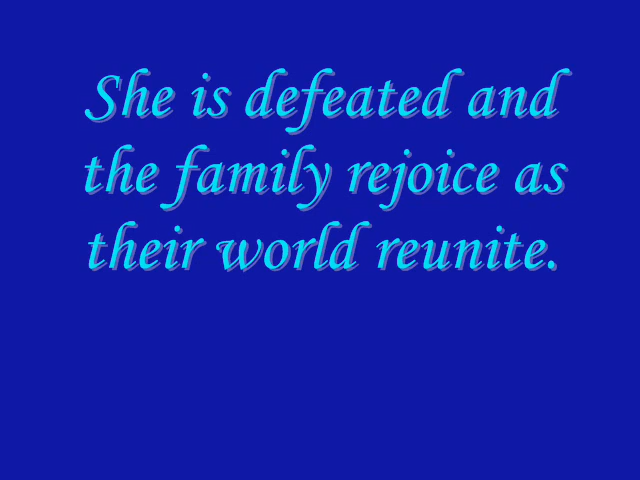 She is defeated and
the family rejoice as
their world reunite.